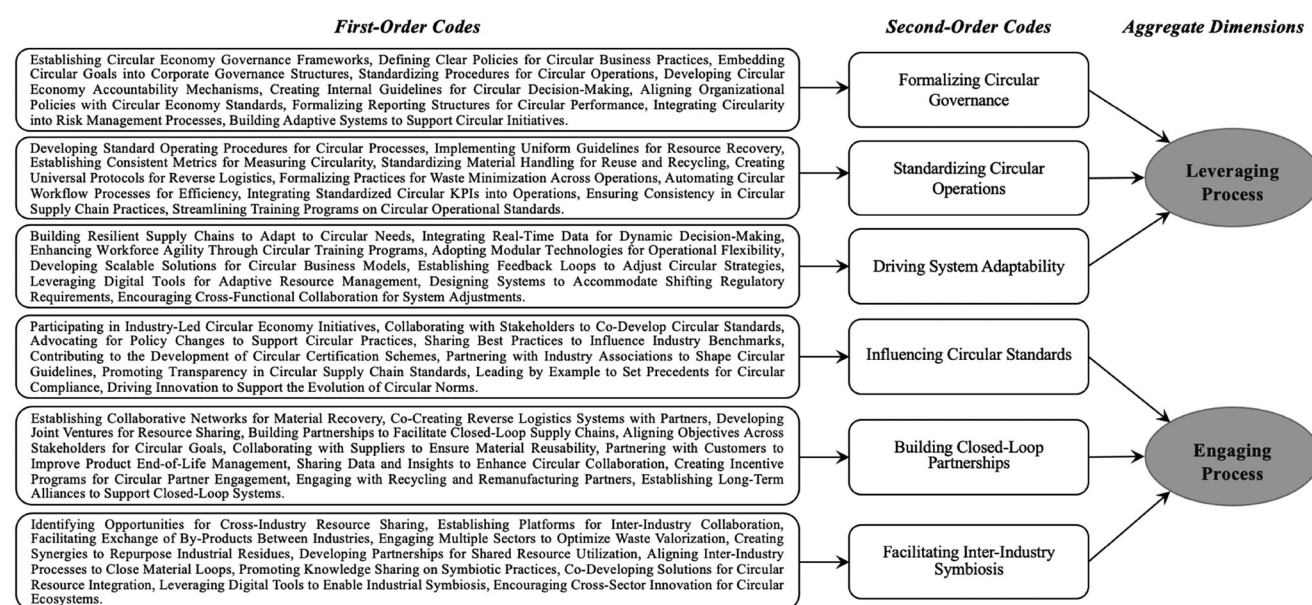 First-Order Codes
Second-Order Codes
Aggregate Dimensions
Establishing Circular Economy Governance Frameworks, Defining Clear Policies for Circular Business Practices, Embedding
Circular Goals into Corporate Governance Structures, Standardizing Procedures for Circular Operations, Developing Circular
Economy Accountability Mechanisms, Creating Internal Guidelines for Circular Decision-Making, Aligning Organizational
Policies with Circular Economy Standards, Formalizing Reporting Structures for Circular Performance, Integrating Circularity
into Risk Management Processes, Building Adaptive Systems to Support Circular Initiatives.
Formalizing Circular
Governance
Developing Standard Operating Procedures for Circular Processes, Implementing Uniform Guidelines for Resource Recovery,
Establishing Consistent Metrics for Measuring Circularity, Standardizing Material Handling for Reuse and Recycling, Creating
Universal Protocols for Reverse Logistics, Formalizing Practices for Waste Minimization Across Operations, Automating Circular
Workflow Processes for Efficiency, Integrating Standardized Circular KPIs into Operations, Ensuring Consistency in Circular
Supply Chain Practices, Streamlining Training Programs on Circular Operational Standards.
Standardizing Circular
Operations
Leveraging
Process
Building Resilient Supply Chains to Adapt to Circular Needs, Integrating Real-Time Data for Dynamic Decision-Making,
Enhancing Workforce Agility Through Circular Training Programs, Adopting Modular Technologies for Operational Flexibility,
Developing Scalable Solutions for Circular Business Models, Establishing Feedback Loops to Adjust Circular Strategies,
Leveraging Digital Tools for Adaptive Resource Management, Designing Systems to Accommodate Shifting Regulatory
Requirements, Encouraging Cross-Functional Collaboration for System Adjustments.
Driving System Adaptability
Participating in Industry-Led Circular Economy Initiatives, Collaborating with Stakeholders to Co-Develop Circular Standards,
Advocating for Policy Changes to Support Circular Practices, Sharing Best Practices to Influence Industry Benchmarks,
Contributing to the Development of Circular Certification Schemes, Partnering with Industry Associations to Shape Circular
Guidelines, Promoting Transparency in Circular Supply Chain Standards, Leading by Example to Set Precedents for Circular
Compliance, Driving Innovation to Support the Evolution of Circular Norms.
Influencing Circular Standards
Establishing Collaborative Networks for Material Recovery, Co-Creating Reverse Logistics Systems with Partners, Developing
Joint Ventures for Resource Sharing, Building Partnerships to Facilitate Closed-Loop Supply Chains, Aligning Objectives Across
Stakeholders for Circular Goals, Collaborating with Suppliers to Ensure Material Reusability, Partnering with Customers to
Improve Product End-of-Life Management, Sharing Data and Insights to Enhance Circular Collaboration, Creating Incentive
Programs for Circular Partner Engagement, Engaging with Recycling and Remanufacturing Partners, Establishing Long-Term
Alliances to Support Closed-Loop Systems.
Building Closed-Loop
Partnerships
Engaging
Process
Identifying Opportunities for Cross-Industry Resource Sharing, Establishing Platforms for Inter-Industry Collaboration,
Facilitating Exchange of By-Products Between Industries, Engaging Multiple Sectors to Optimize Waste Valorization, Creating
Synergies to Repurpose Industrial Residues, Developing Partnerships for Shared Resource Utilization, Aligning Inter-Industry
Processes to Close Material Loops, Promoting Knowledge Sharing on Symbiotic Practices, Co-Developing Solutions for Circular
Resource Integration, Leveraging Digital Tools to Enable Industrial Symbiosis, Encouraging Cross-Sector Innovation for Circular
Ecosystems.
Facilitating Inter-Industry
Symbiosis